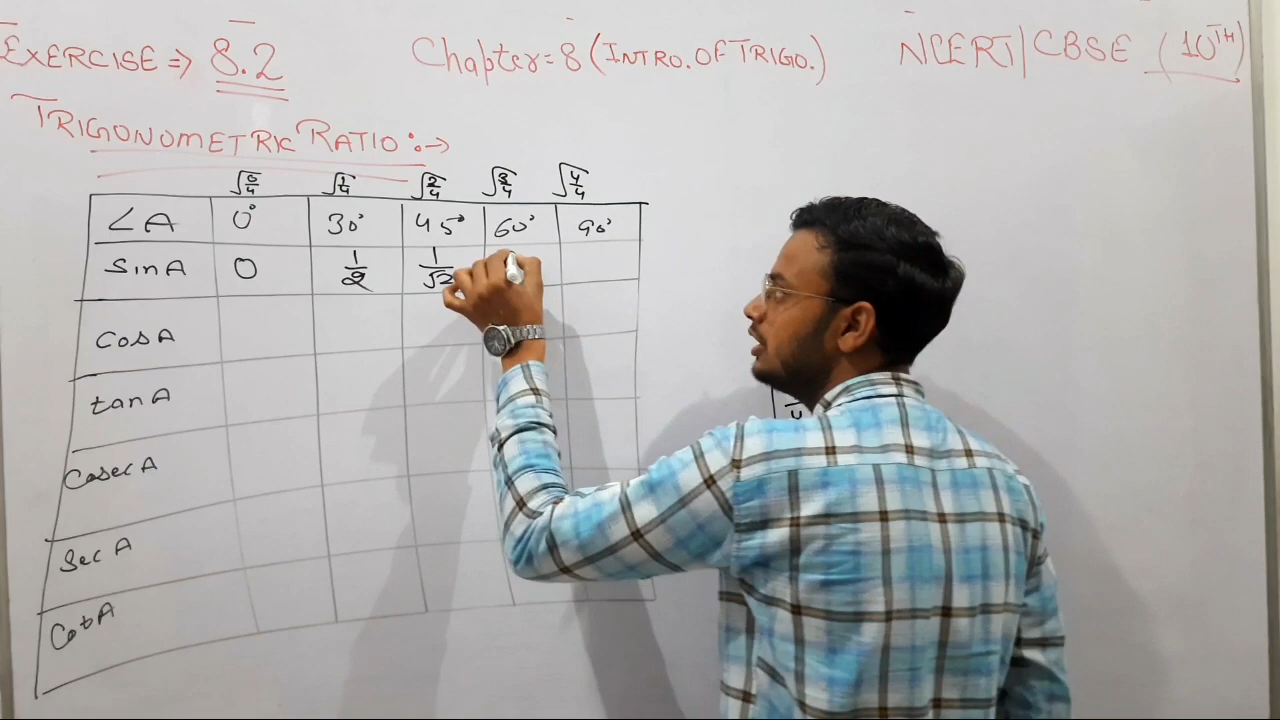 EXERCISE ⇒ 8.2
Chapter = 8 (INTRO. OF TRIGO.)
NCERT/CBSE (10TH)
TRIGONOMETRIC RATIO :→
√0/4 √1/4 √2/4 √3/4 √4/4
∠A 0° 30° 45° 60° 90°
sinA 0 1/2 1/√2
CosA
tanA
CosecA
SecA
CotA